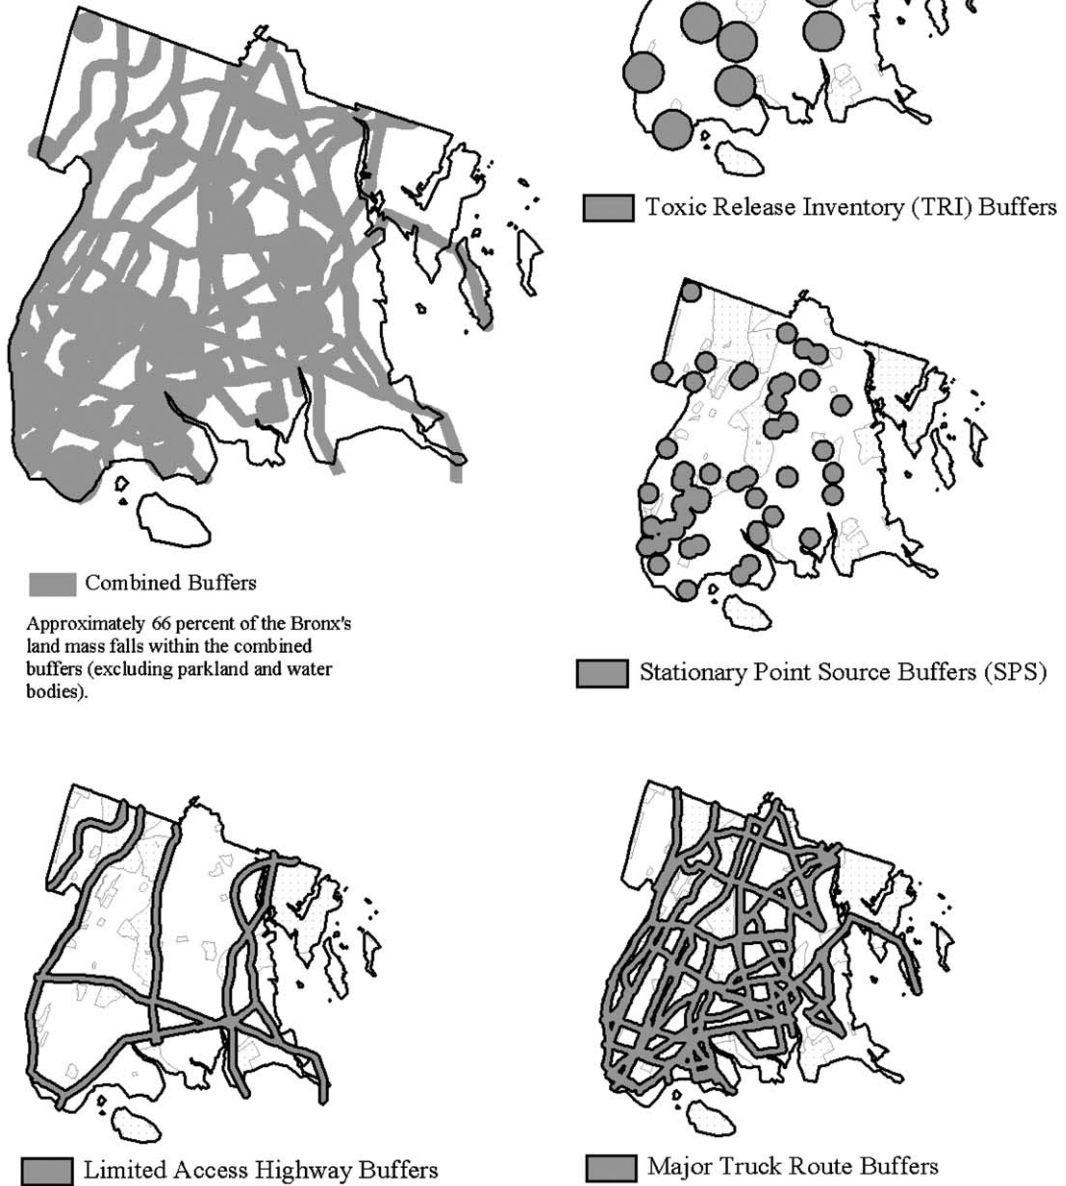 Toxic Release Inventory (TRI) Buffers
Combined Buffers
Approximately 66 percent of the Bronx's
land mass falls within the combined
buffers (excluding parkland and water
bodies).
Stationary Point Source Buffers (SPS)
Limited Access Highway Buffers
Major Truck Route Buffers